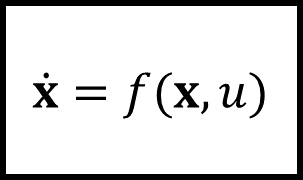 𝐱̇ = 𝑓(𝐱, 𝑢)